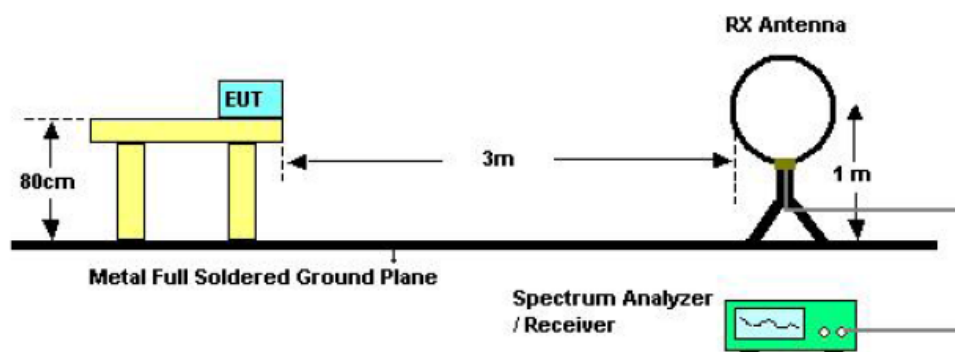 RX Antenna
EUT
3m
80cm
1 m
Metal Full Soldered Ground Plane
Spectrum Analyzer
/ Receiver